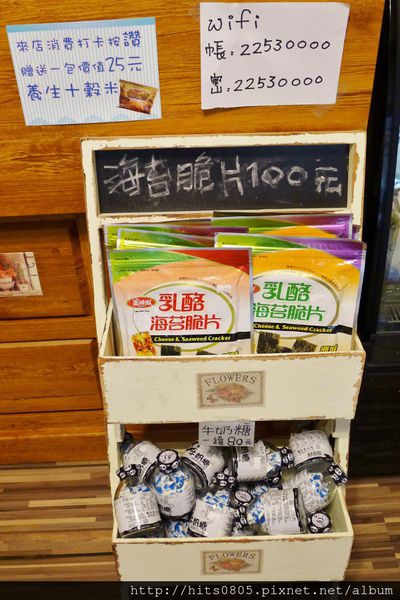 來店消費打卡按讚
贈送一包價值25元
養生十穀米
wifi
帳:22530000
密:22530000
海苔脆片100元
乳酪
海苔脆片
Cheese & Seaweed Cracker
乳酪
海苔脆片
Cheese & Seaweed Cracker
原味
FLOWERS
牛奶糖
一罐80元
FLOWERS
http://hits0805.pixnet.net/album